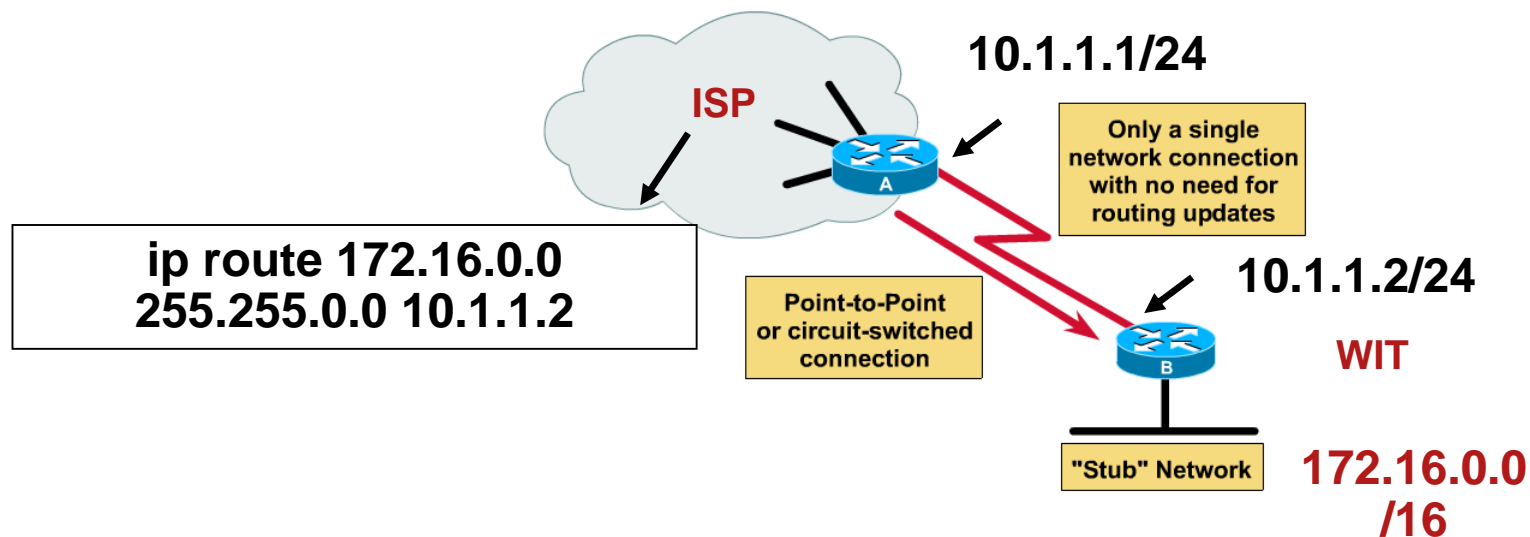 10.1.1.1/24
ISP
Only a single
network connection
with no need for
routing updates
A
ip route 172.16.0.0
255.255.0.0 10.1.1.2
10.1.1.2/24
Point-to-Point
or circuit-switched
connection
WIT
B
"Stub" Network
172.16.0.0
/16